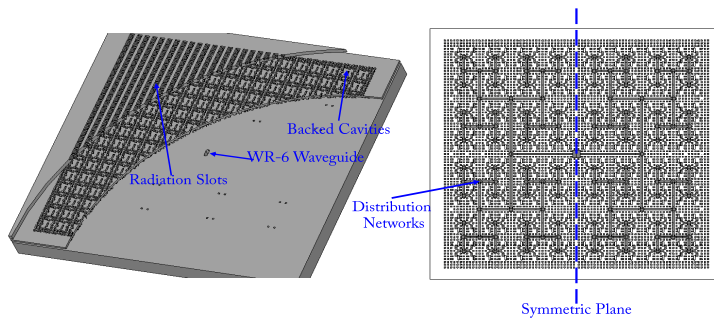 Backed Cavities
WR-6 Waveguide
Radiation Slots
Distribution
Networks
Symmetric Plane